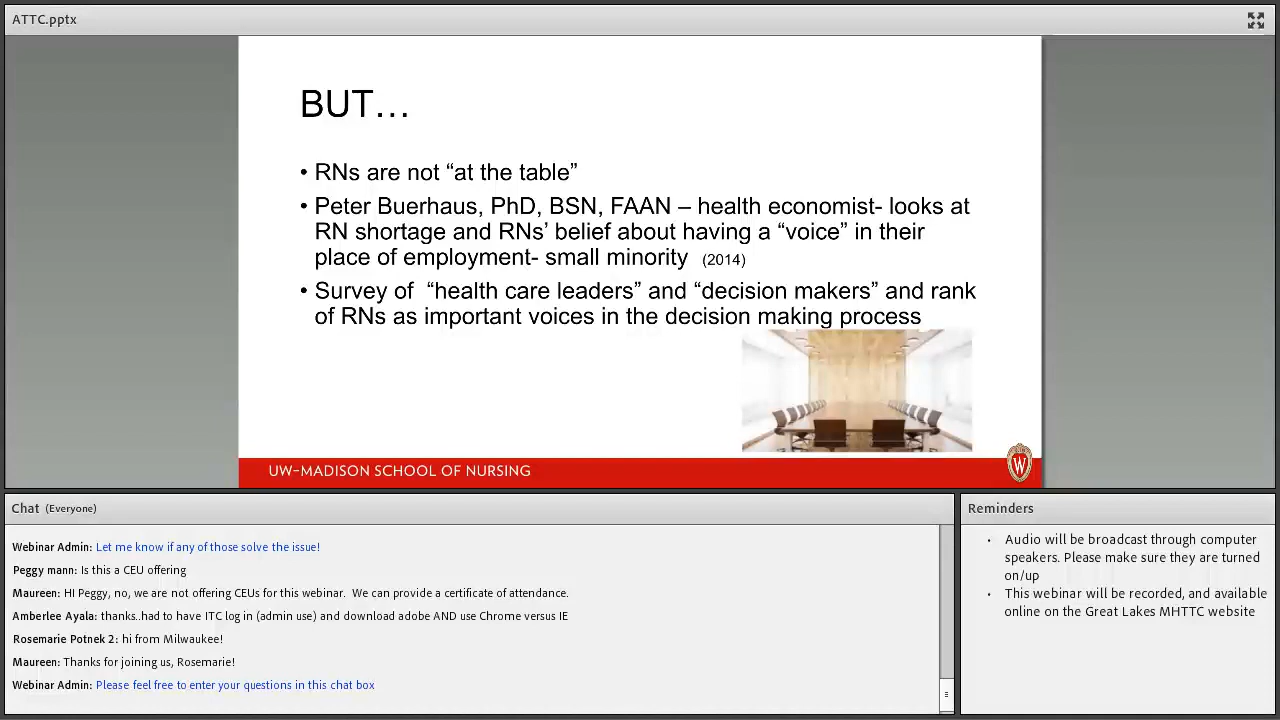 ATTC.pptx
BUT…
• RNs are not “at the table”
• Peter Buerhaus, PhD, BSN, FAAN – health economist- looks at
RN shortage and RNs’ belief about having a “voice” in their
place of employment- small minority (2014)
• Survey of “health care leaders” and “decision makers” and rank
of RNs as important voices in the decision making process
UW–MADISON SCHOOL OF NURSING
W
Chat (Everyone)
Webinar Admin: Let me know if any of those solve the issue!
Peggy mann: Is this a CEU offering
Maureen: HI Peggy, no, we are not offering CEUs for this webinar. We can provide a certificate of attendance.
Amberlee Ayala: thanks..had to have ITC log in (admin use) and download adobe AND use Chrome versus IE
Rosemarie Potnek 2: hi from Milwaukee!
Maureen: Thanks for joining us, Rosemarie!
Webinar Admin: Please feel free to enter your questions in this chat box
Reminders
• Audio will be broadcast through computer
speakers. Please make sure they are turned
on/up
• This webinar will be recorded, and available
online on the Great Lakes MHTTC website